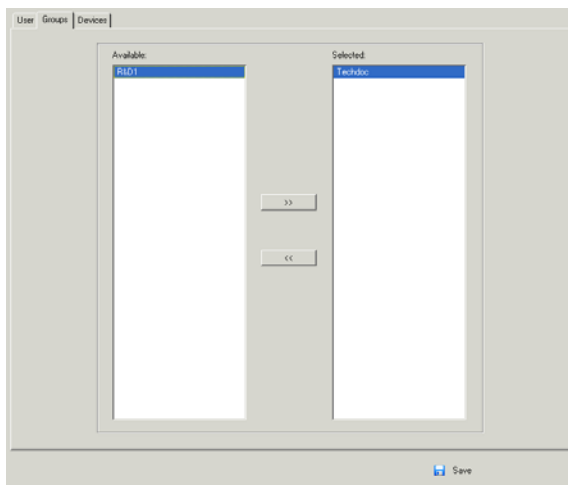 User Groups Devices
Available: Selected:
R&D1 Techdoc
>>
<<
Save